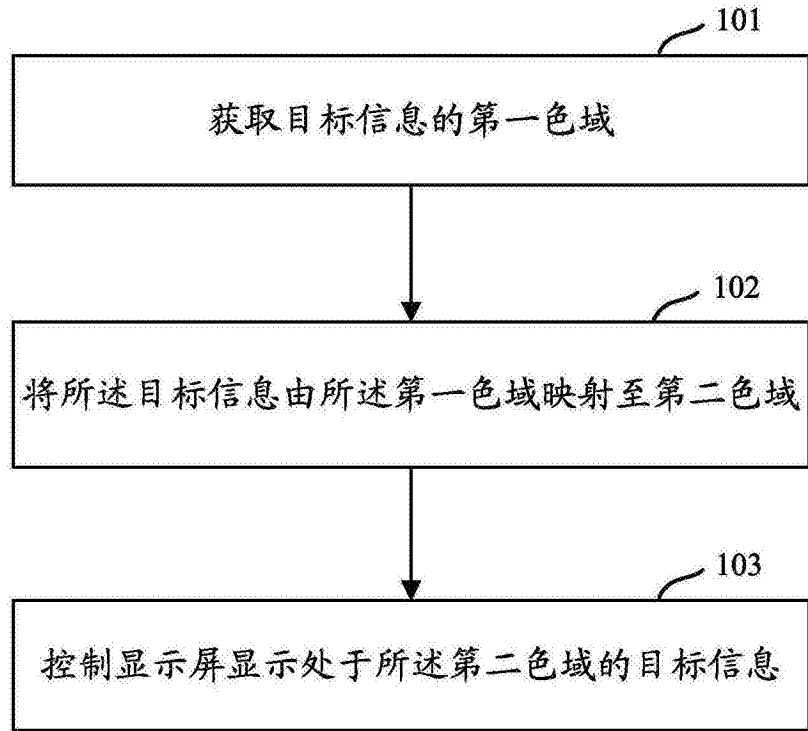 101
获取目标信息的第一色域
102
将所述目标信息由所述第一色域映射至第二色域
103
控制显示屏显示处于所述第二色域的目标信息